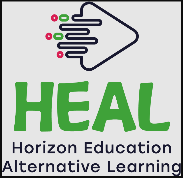 HEAL
Horizon Education
Alternative Learning